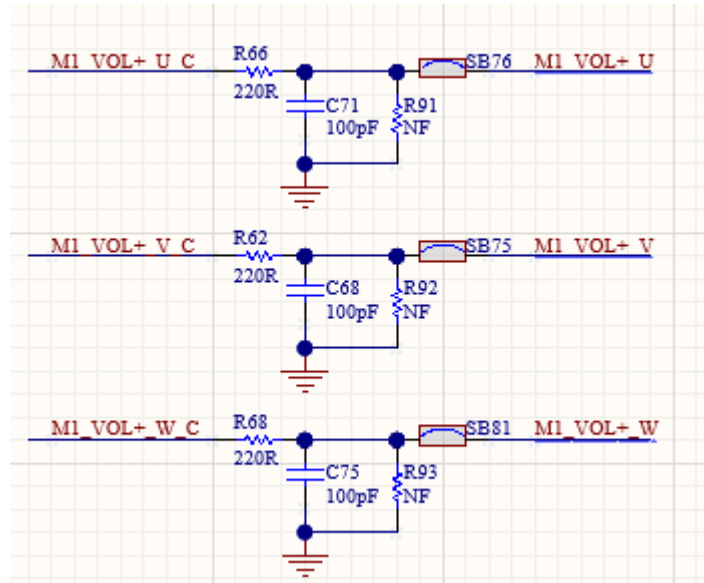 R66
M1_VOL+_U_C SB76 M1_VOL+_U
220R
C71 R91
100pF NF
R62
M1_VOL+_V_C SB75 M1_VOL+_V
220R
C68 R92
100pF NF
R68
M1_VOL+_W_C SB81 M1_VOL+_W
220R
C75 R93
100pF NF